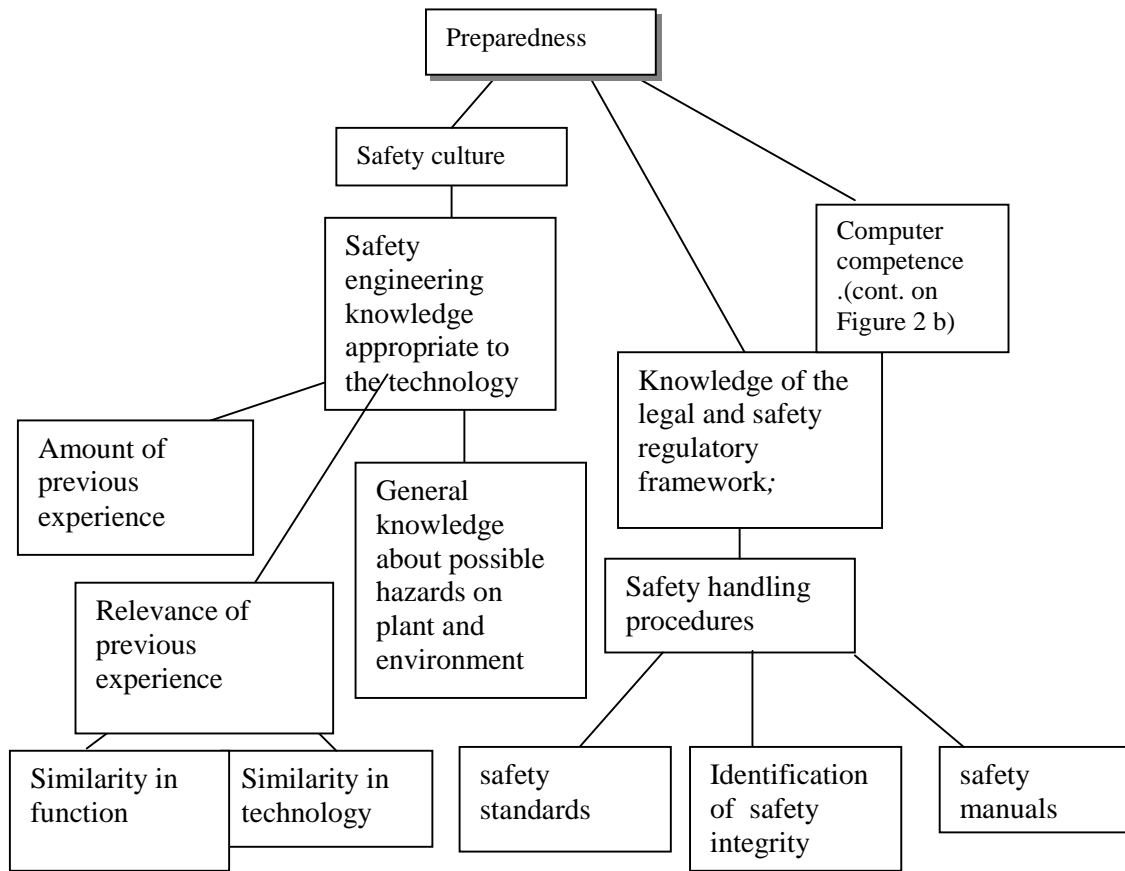 Preparedness
Safety culture
Safety
engineering
knowledge
appropriate to
the technology
Computer
competence
.(cont. on
Figure 2 b)
Knowledge of the
legal and safety
regulatory
framework;
Amount of
previous
experience
General
knowledge
about possible
hazards on
plant and
environment
Safety handling
procedures
Relevance of
previous
experience
Similarity in
function
Similarity in
technology
safety
standards
Identification
of safety
integrity
safety
manuals